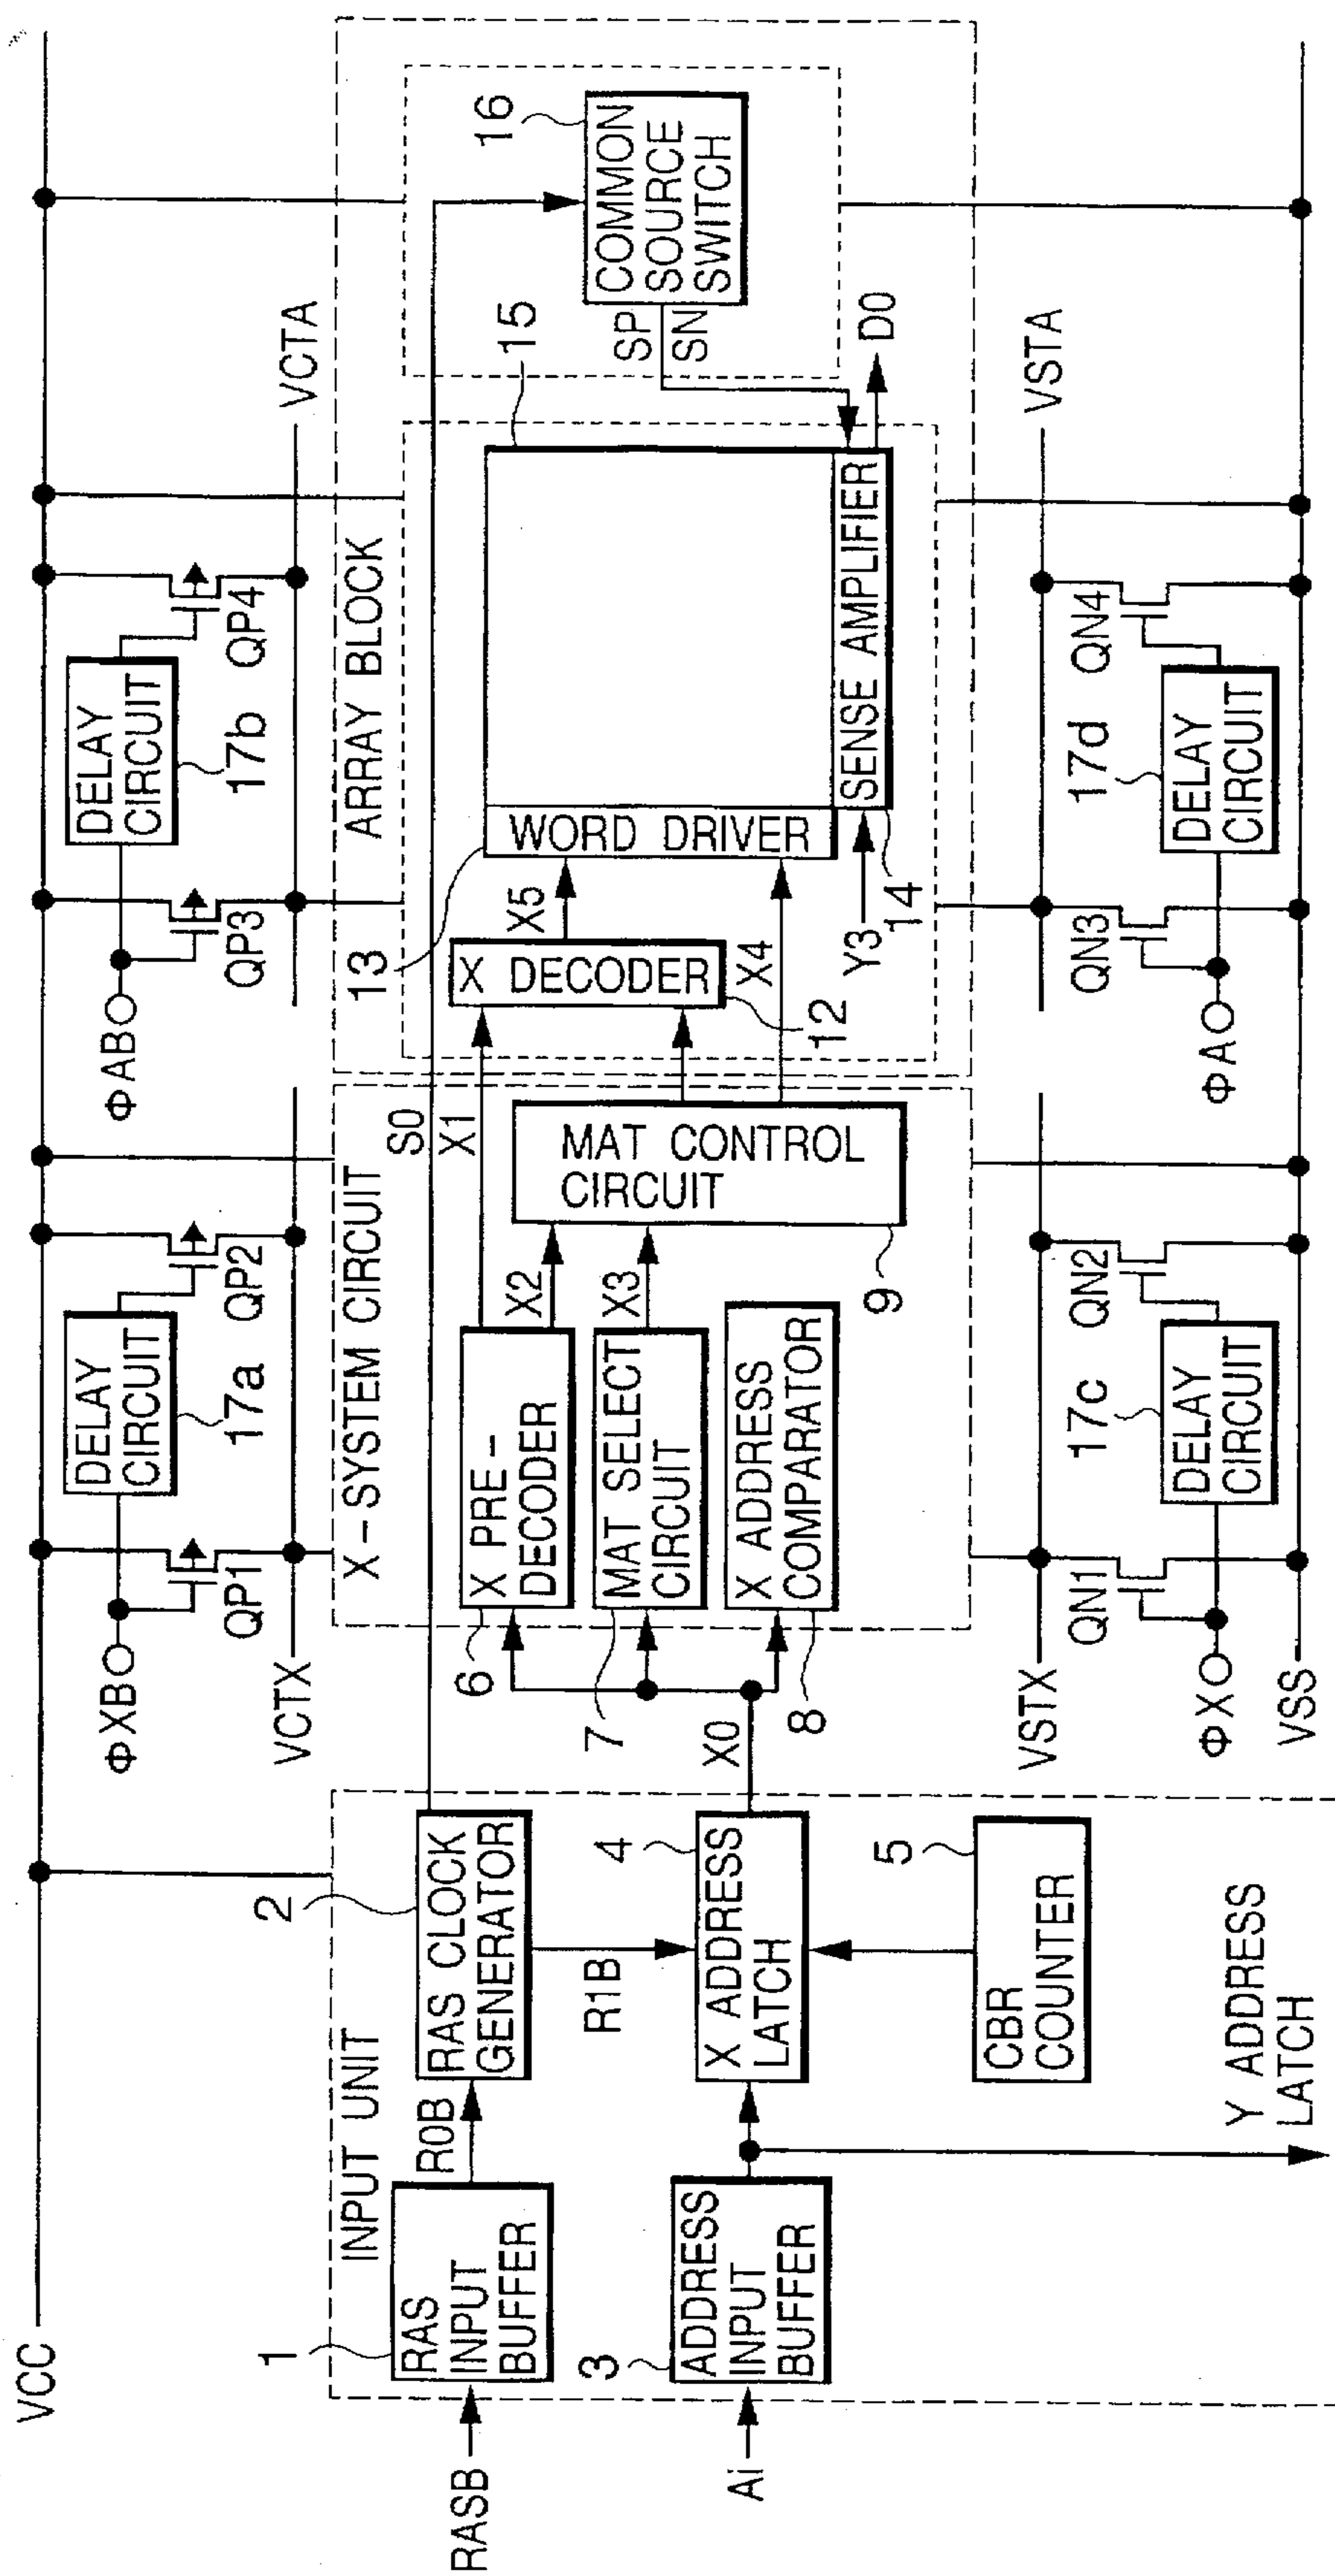 VCC
ΦXB
DELAY
CIRCUIT
17a
QP1
QP2
VCTX
ΦAB
DELAY
CIRCUIT
17b
QP3
QP4
VCTA
INPUT UNIT
RASB
1
RAS
INPUT
BUFFER
R0B
2
RAS CLOCK
GENERATOR
R1B
Ai
3
ADDRESS
INPUT
BUFFER
4
X ADDRESS
LATCH
5
CBR
COUNTER
Y ADDRESS
LATCH
X0
X-SYSTEM CIRCUIT
S0
X1
6
X PRE-
DECODER
X2
7
MAT SELECT
CIRCUIT
X3
8
X ADDRESS
COMPARATOR
MAT CONTROL
CIRCUIT
9
ARRAY BLOCK
13
X DECODER
12
X5
X4
WORD DRIVER
15
Y3
14
SENSE AMPLIFIER
D0
SP
SN
16
COMMON
SOURCE
SWITCH
VSTX
QN1
QN2
17c
DELAY
CIRCUIT
ΦX
VSS
VSTA
QN3
QN4
17d
DELAY
CIRCUIT
ΦA